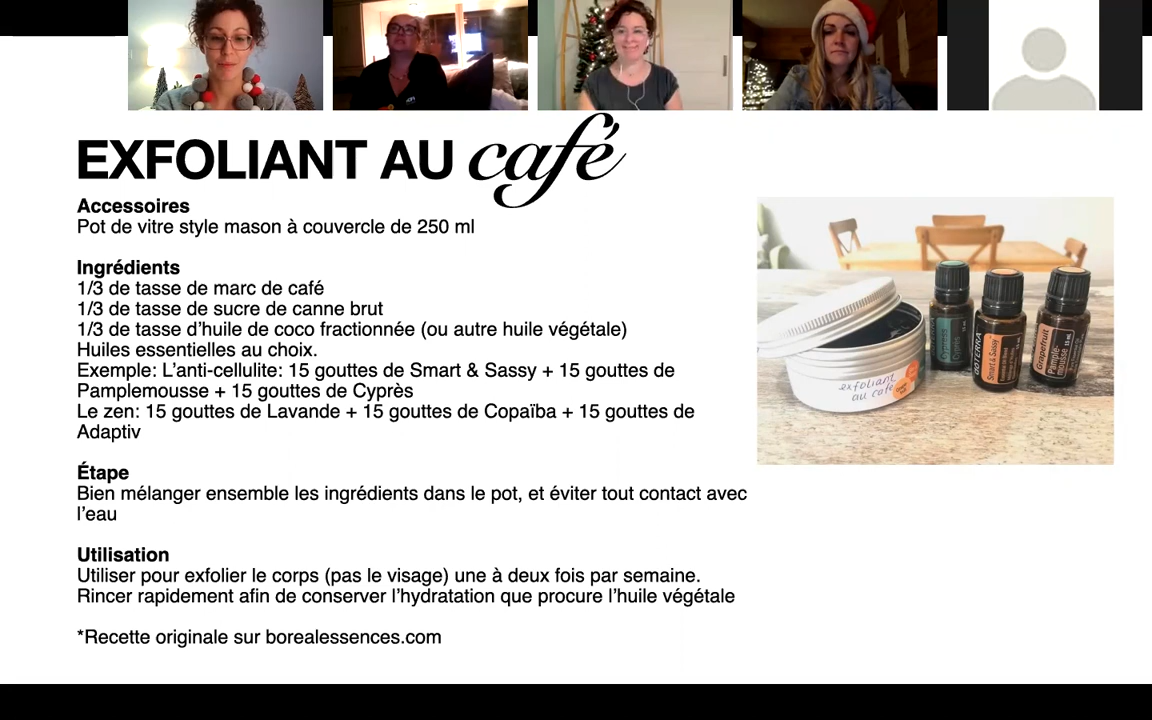 EXFOLIANT AU café
Accessoires
Pot de vitre style mason à couvercle de 250 ml
Ingrédients
1/3 de tasse de marc de café
1/3 de tasse de sucre de canne brut
1/3 de tasse d’huile de coco fractionnée (ou autre huile végétale)
Huiles essentielles au choix.
Exemple: L’anti-cellulite: 15 gouttes de Smart & Sassy + 15 gouttes de
Pamplemousse + 15 gouttes de Cyprès
Le zen: 15 gouttes de Lavande + 15 gouttes de Copaïba + 15 gouttes de
Adaptiv
Étape
Bien mélanger ensemble les ingrédients dans le pot, et éviter tout contact avec
l’eau
Utilisation
Utiliser pour exfolier le corps (pas le visage) une à deux fois par semaine.
Rincer rapidement afin de conserver l’hydratation que procure l’huile végétale
*Recette originale sur borealessences.com
exfoliant
au café
Cyprès
doTERRA
Smart & Sassy
Grapefruit
Pample-
mousse